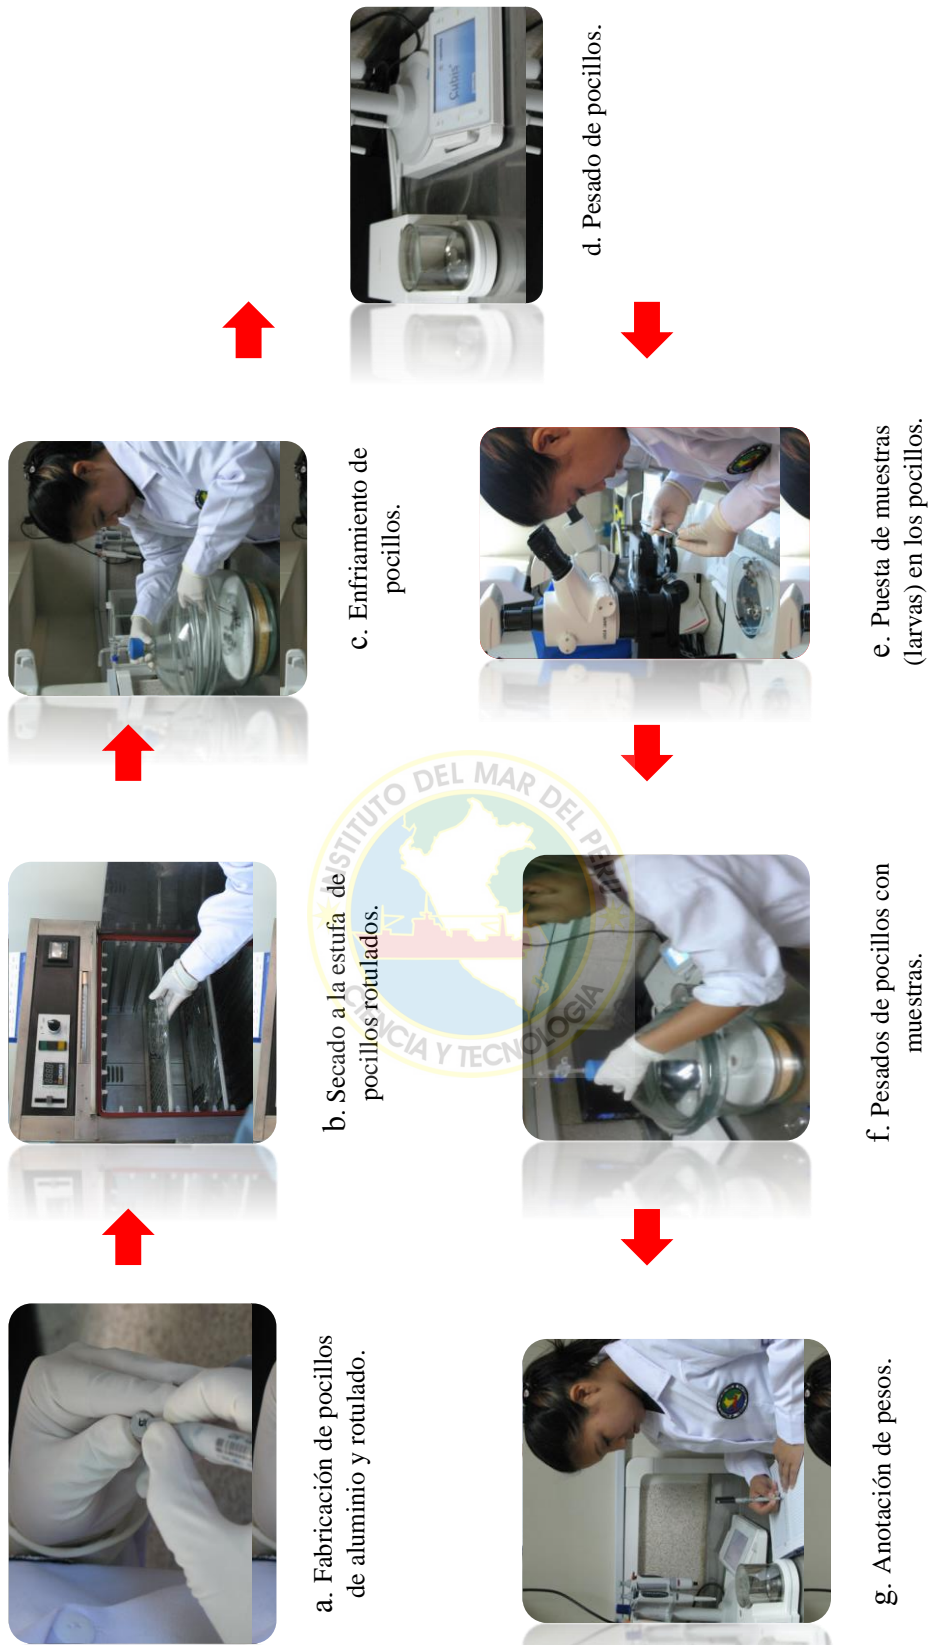 a. Fabricación de pocillos
de aluminio y rotulado.
b. Secado a la estufa de
pocillos rotulados.
c. Enfriamiento de
pocillos.
d. Pesado de pocillos.
e. Puesta de muestras
(larvas) en los pocillos.
f. Pesados de pocillos con
muestras.
g. Anotación de pesos.
INSTITUTO DEL MAR DEL PERU
CIENCIA Y TECNOLOGIA
Cubis